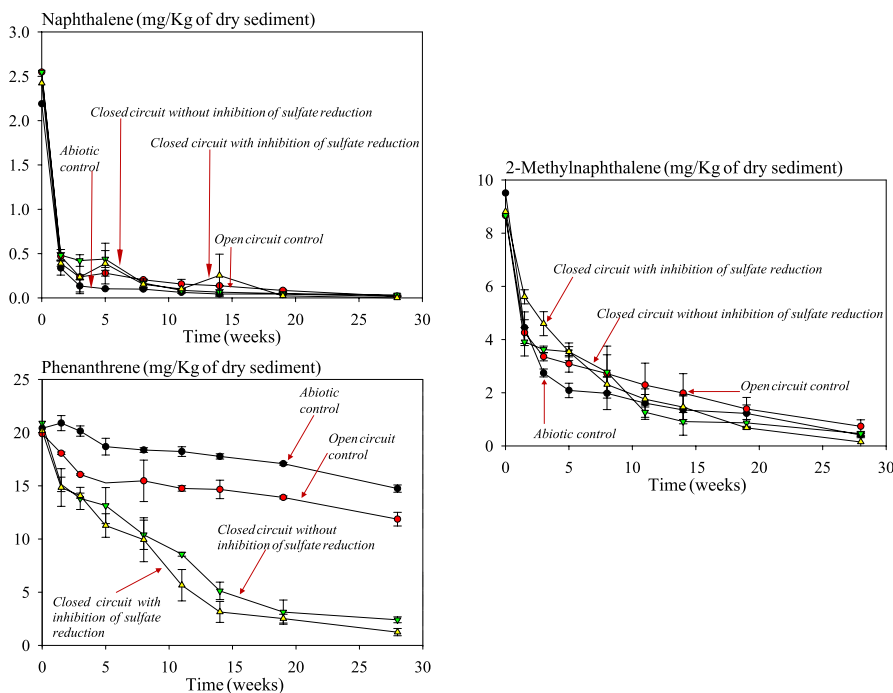 Naphthalene (mg/Kg of dry sediment)
3.0
2.5
2.0
1.5
1.0
0.5
0.0
Closed circuit without inhibition of sulfate reduction
Abiotic
control
Closed circuit with inhibition of sulfate reduction
Open circuit control
0 5 10 15 20 25 30
Time (weeks)
Phenanthrene (mg/Kg of dry sediment)
25
20
15
10
5
0
Abiotic
control
Open circuit
control
Closed circuit without
inhibition of sulfate reduction
Closed circuit with
inhibition of sulfate
reduction
0 5 10 15 20 25 30
Time (weeks)
2-Methylnaphthalene (mg/Kg of dry sediment)
10
8
6
4
2
0
Closed circuit with inhibition of sulfate reduction
Closed circuit without inhibition of sulfate reduction
Open circuit control
Abiotic control
0 5 10 15 20 25 30
Time (weeks)